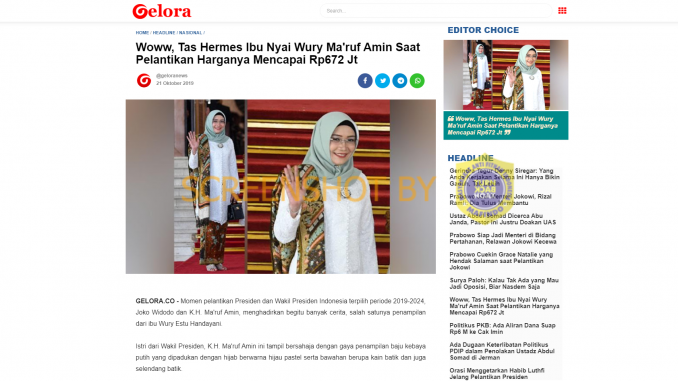 Gelora
Search...
HOME / HEADLINE / NASIONAL /
Woww, Tas Hermes Ibu Nyai Wury Ma'ruf Amin Saat
Pelantikan Harganya Mencapai Rp672 Jt
@geloranews
21 Oktober 2019
SCREENSHOT BY
GELORA.CO - Momen pelantikan Presiden dan Wakil Presiden Indonesia terpilih periode 2019-2024,
Joko Widodo dan K.H. Ma'ruf Amin, menghadirkan begitu banyak cerita, salah satunya penampilan
dari ibu Wury Estu Handayani.
Istri dari Wakil Presiden, K.H. Ma'ruf Amin ini tampil bersahaja dengan gaya penampilan baju kebaya
putih yang dipadukan dengan hijab berwarna hijau pastel serta bawahan berupa kain batik dan juga
selendang batik.
EDITOR CHOICE
Woww, Tas Hermes Ibu Nyai Wury
Ma'ruf Amin Saat Pelantikan Harganya
Mencapai Rp672 Jt
HEADLINE
Denny Siregar: Yang
Ini Hanya Bikin
Jokowi, Rizal
Tulus Membantu
Ustaz Abdul Somad Dicerca Abu
Janda, Pastor Ini Justru Doakan UAS
Prabowo Siap Jadi Menteri di Bidang
Pertahanan, Relawan Jokowi Kecewa
Prabowo Cuekin Grace Natalie yang
Hendak Salaman saat Pelantikan
Jokowi
Surya Paloh: Kalau Tak Ada yang Mau
Jadi Oposisi, Biar Nasdem Saja
Woww, Tas Hermes Ibu Nyai Wury
Ma'ruf Amin Saat Pelantikan Harganya
Mencapai Rp672 Jt
Politikus PKB: Ada Aliran Dana Suap
Rp6 M ke Cak Imin
Ada Dugaan Keterlibatan Politikus
PDIP dalam Penolakan Ustadz Abdul
Somad di Jerman
Orasi Menggetarkan Habib Luthfi
Jelang Pelantikan Presiden